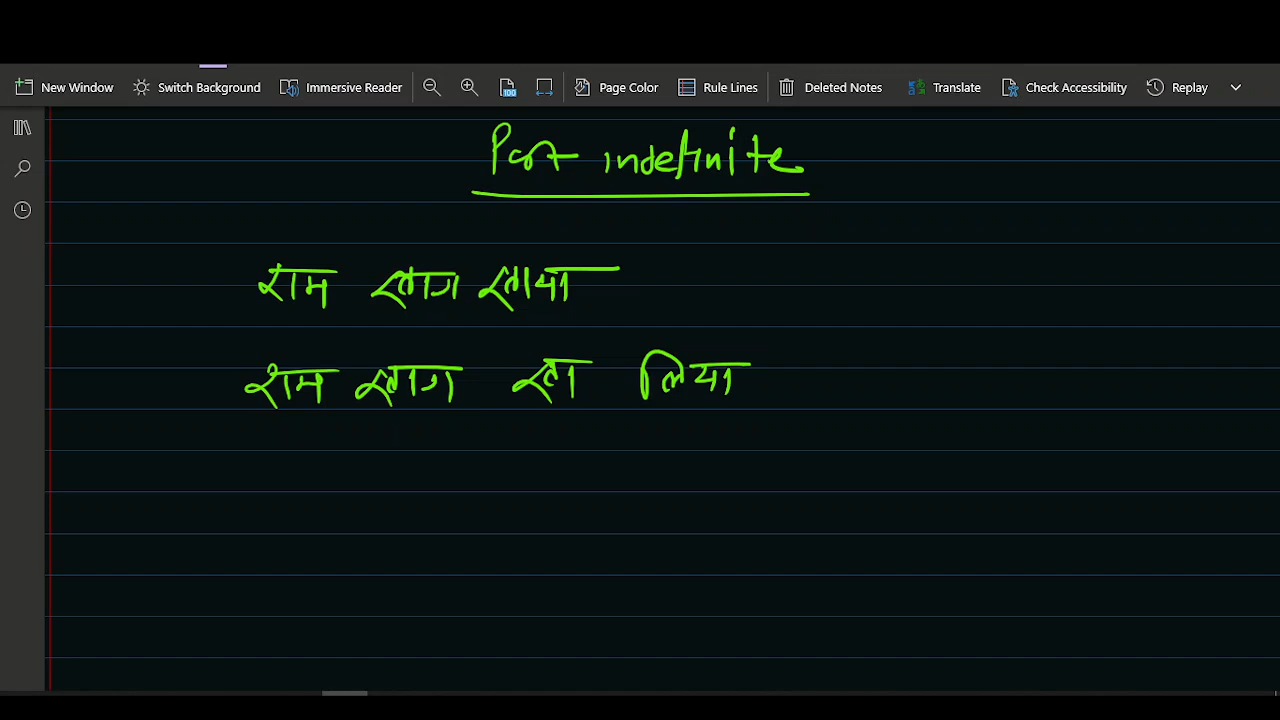 New Window Switch Background Immersive Reader Page Color Rule Lines Deleted Notes Translate Check Accessibility Replay
Past indefinite
राम खाना खाया
राम खाना खा लिया